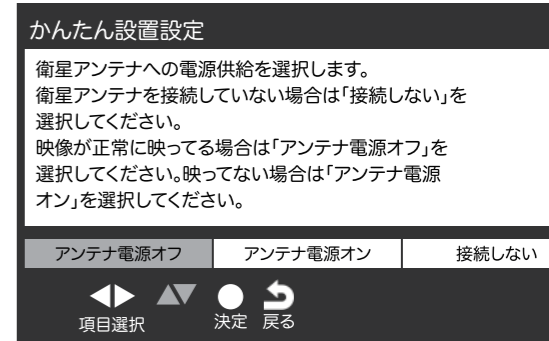 かんたん設置設定
衛星アンテナへの電源供給を選択します。
衛星アンテナを接続していない場合は「接続しない」を
選択してください。
映像が正常に映ってる場合は「アンテナ電源オフ」を
選択してください。映ってない場合は「アンテナ電源
オン」を選択してください。
アンテナ電源オフ アンテナ電源オン 接続しない
項目選択 決定 戻る